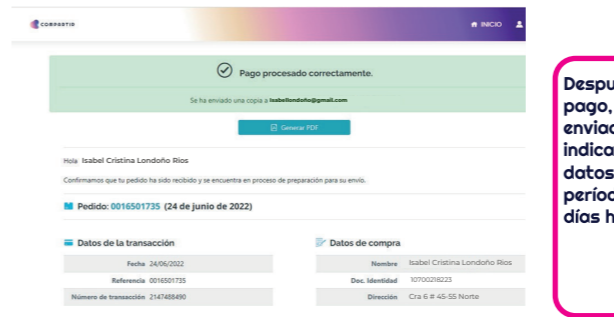 COMPARTIR
INICIO
Pago procesado correctamente.
Se ha enviado una copia a Isabellondoño@gmail.com
Generar PDF
Hola Isabel Cristina Londoño Rios
Confirmamos que tu pedido ha sido recibido y se encuentra en proceso de preparación para su envío.
Pedido: 0016501735 (24 de junio de 2022)
Datos de la transacción
Fecha 24/06/2022
Referencia 0016501735
Número de transacción 2147488490
Datos de compra
Nombre Isabel Cristina Londoño Rios
Doc. Identidad 10700218223
Dirección Cra 6 # 45-55 Norte
Despu
pago,
enviad
indica
datos
períod
días h